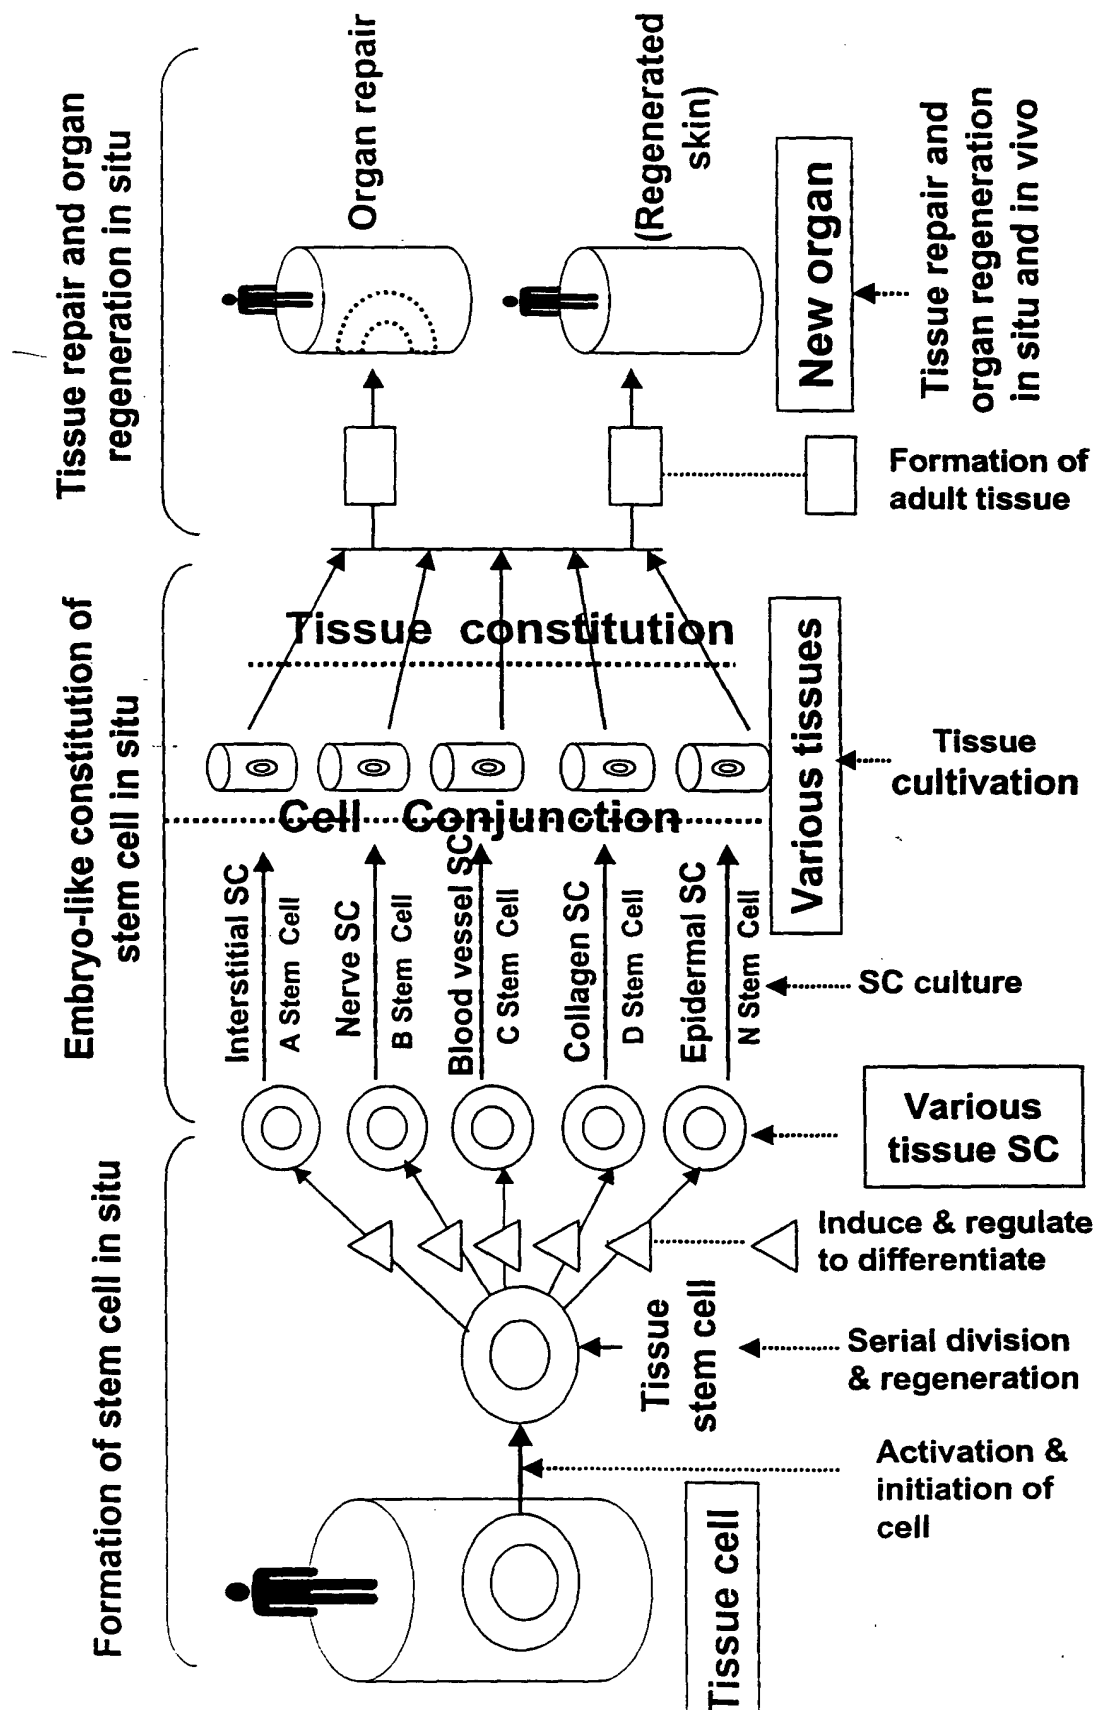 Formation of stem cell in situ
Embryo-like constitution of
stem cell in situ
Tissue repair and organ
regeneration in situ
Tissue cell
Activation &
initiation of
cell
Tissue
stem cell
Serial division
& regeneration
Induce & regulate
to differentiate
Various
tissue SC
Interstitial SC
A Stem Cell
Nerve SC
B Stem Cell
Blood vessel SC
C Stem Cell
Collagen SC
D Stem Cell
Epidermal SC
N Stem Cell
SC culture
Cell Conjunction
Various tissues
Tissue
cultivation
Tissue constitution
Formation of
adult tissue
Organ repair
(Regenerated
skin)
New organ
Tissue repair and
organ regeneration
in situ and in vivo